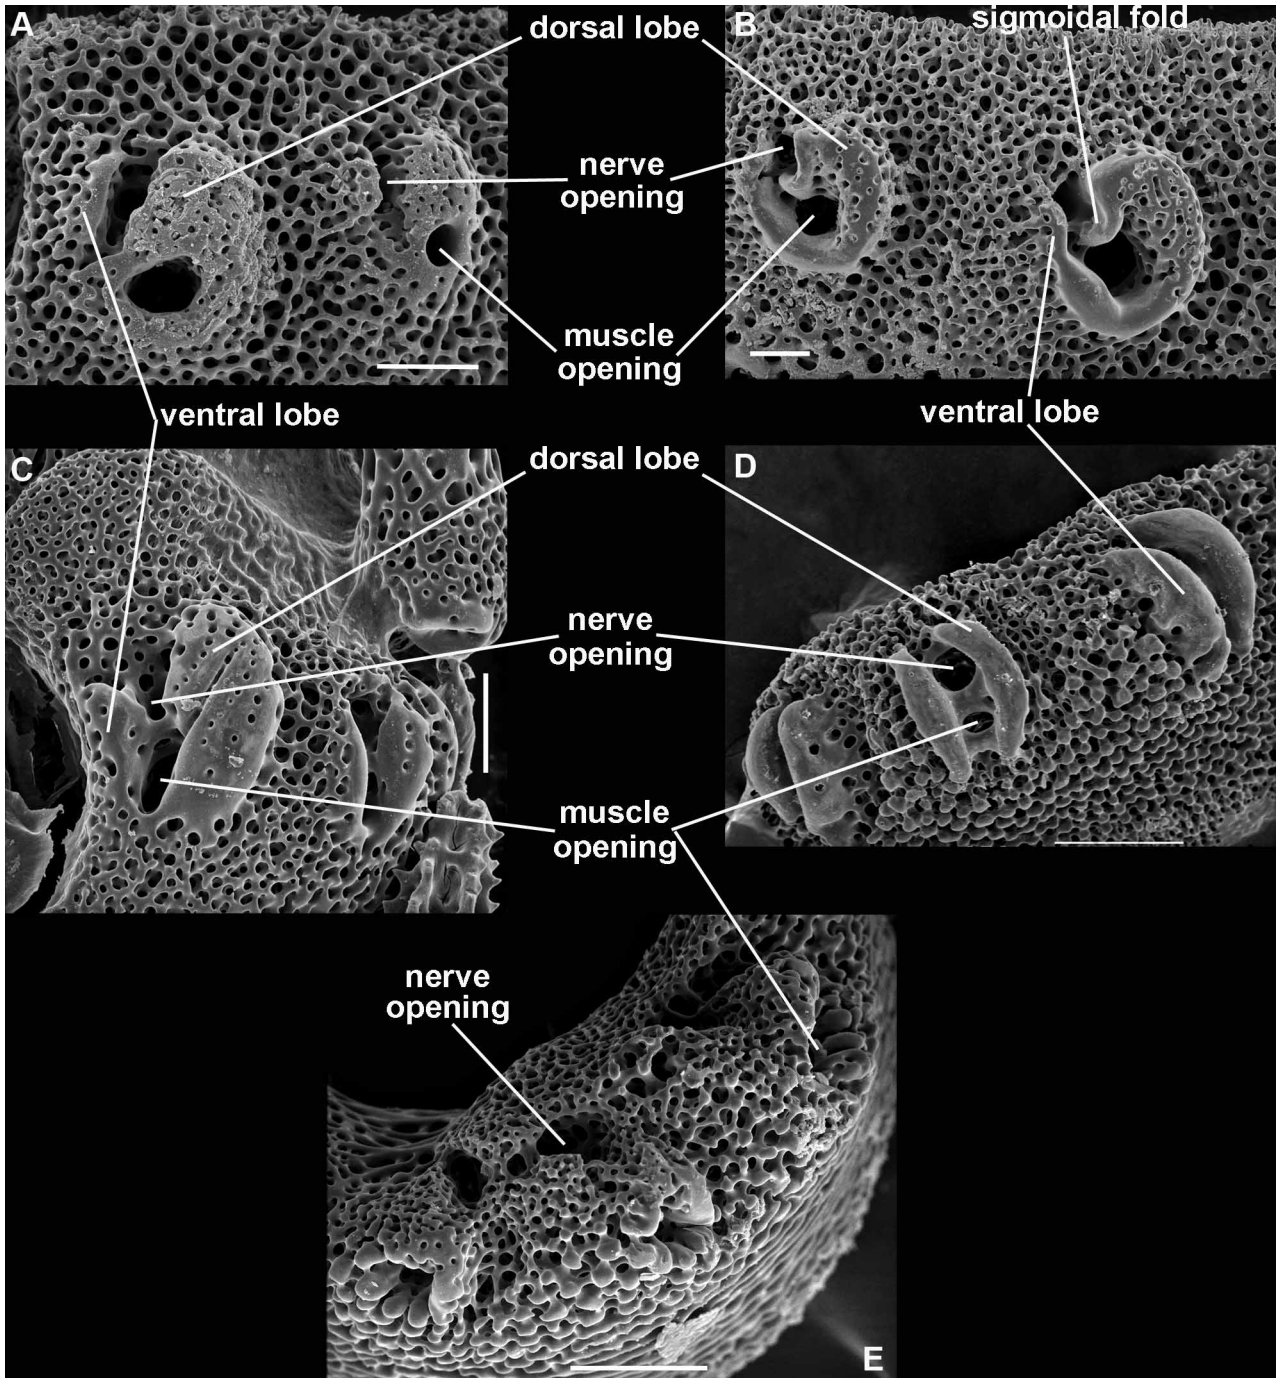 A
dorsal lobe
B
sigmoidal fold
nerve
opening
muscle
opening
ventral lobe
ventral lobe
C
dorsal lobe
D
nerve
opening
muscle
opening
nerve
opening
E